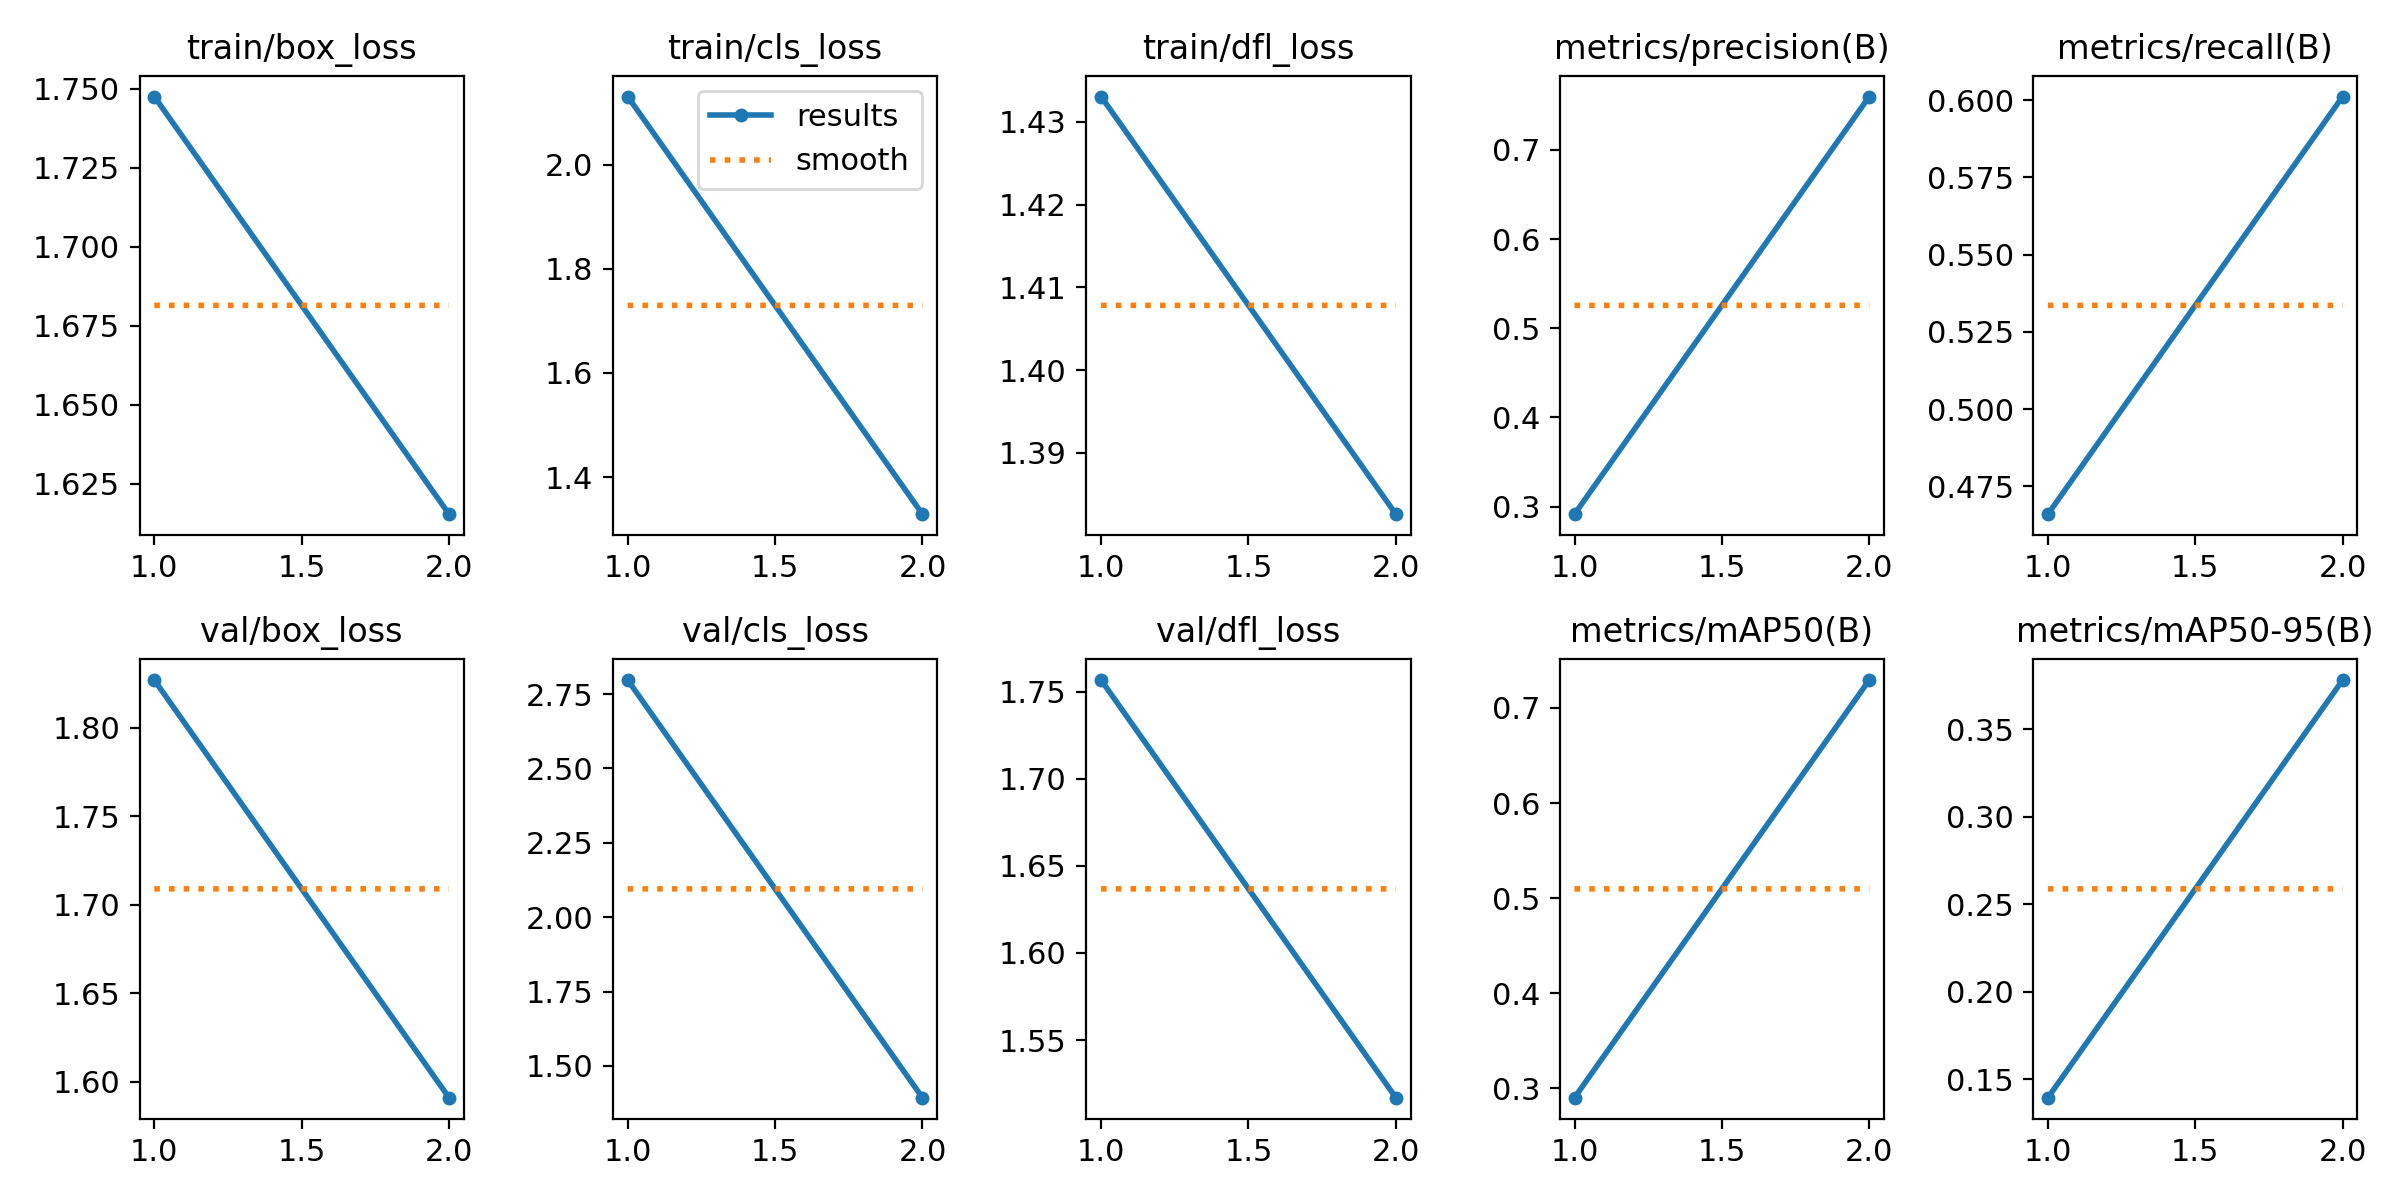 train/box_loss
1.750
1.725
1.700
1.675
1.650
1.625
1.0 1.5 2.0
train/cls_loss
results
smooth
2.0
1.8
1.6
1.4
1.0 1.5 2.0
train/dfl_loss
1.43
1.42
1.41
1.40
1.39
1.0 1.5 2.0
metrics/precision(B)
0.7
0.6
0.5
0.4
0.3
1.0 1.5 2.0
metrics/recall(B)
0.600
0.575
0.550
0.525
0.500
0.475
1.0 1.5 2.0
val/box_loss
1.80
1.75
1.70
1.65
1.60
1.0 1.5 2.0
val/cls_loss
2.75
2.50
2.25
2.00
1.75
1.50
1.0 1.5 2.0
val/dfl_loss
1.75
1.70
1.65
1.60
1.55
1.0 1.5 2.0
metrics/mAP50(B)
0.7
0.6
0.5
0.4
0.3
1.0 1.5 2.0
metrics/mAP50-95(B)
0.35
0.30
0.25
0.20
0.15
1.0 1.5 2.0